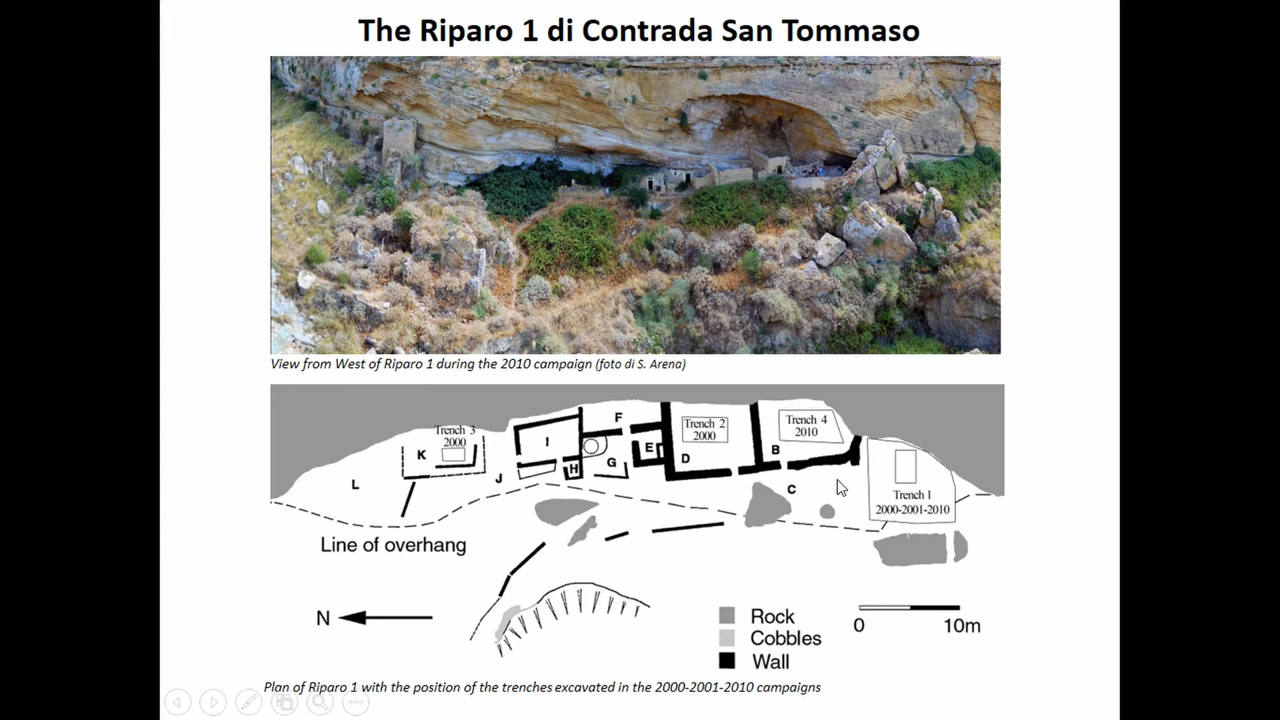 The Riparo 1 di Contrada San Tommaso
View from West of Riparo 1 during the 2010 campaign (foto di S. Arena)
Trench 3
2000
K
L
J
I
H
F
G
E
D
Trench 2
2000
B
Trench 4
2010
C
Trench 1
2000-2001-2010
Line of overhang
N
Rock
Cobbles
Wall
0
10m
Plan of Riparo 1 with the position of the trenches excavated in the 2000-2001-2010 campaigns